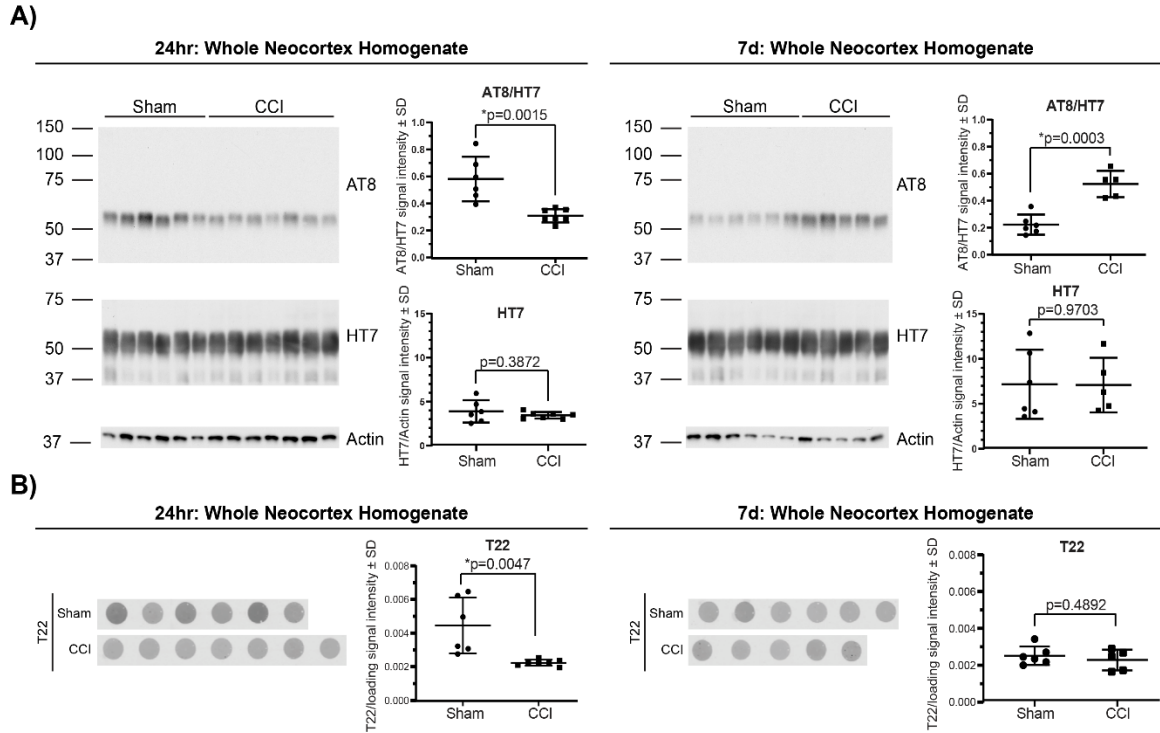 A)
24hr: Whole Neocortex Homogenate
Sham CCI
150
100
75
50
37
AT8
75
50
37
HT7
37
Actin
AT8/HT7
*p=0.0015
AT8/HT7 signal intensity ± SD
1.0
0.8
0.6
0.4
0.2
0.0
Sham CCI
HT7
p=0.3872
HT7/Actin signal intensity ± SD
15
10
5
0
Sham CCI
7d: Whole Neocortex Homogenate
Sham CCI
150
100
75
50
37
AT8
75
50
37
HT7
37
Actin
AT8/HT7
*p=0.0003
AT8/HT7 signal intensity ± SD
1.0
0.8
0.6
0.4
0.2
0.0
Sham CCI
HT7
p=0.9703
HT7/Actin signal intensity ± SD
15
10
5
0
Sham CCI
B)
24hr: Whole Neocortex Homogenate
T22
Sham
CCI
T22
*p=0.0047
T22/loading signal intensity ± SD
0.008
0.006
0.004
0.002
0.000
Sham CCI
7d: Whole Neocortex Homogenate
T22
Sham
CCI
T22
p=0.4892
T22/loading signal intensity ± SD
0.008
0.006
0.004
0.002
0.000
Sham CCI